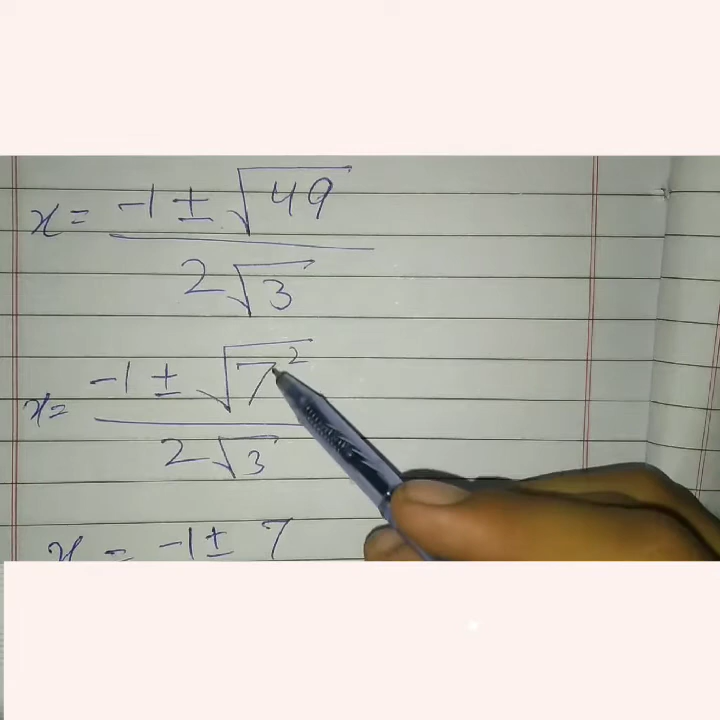 x = -1 ± √49
2√3
x = -1 ± √7²
2√3
x = -1 ± 7